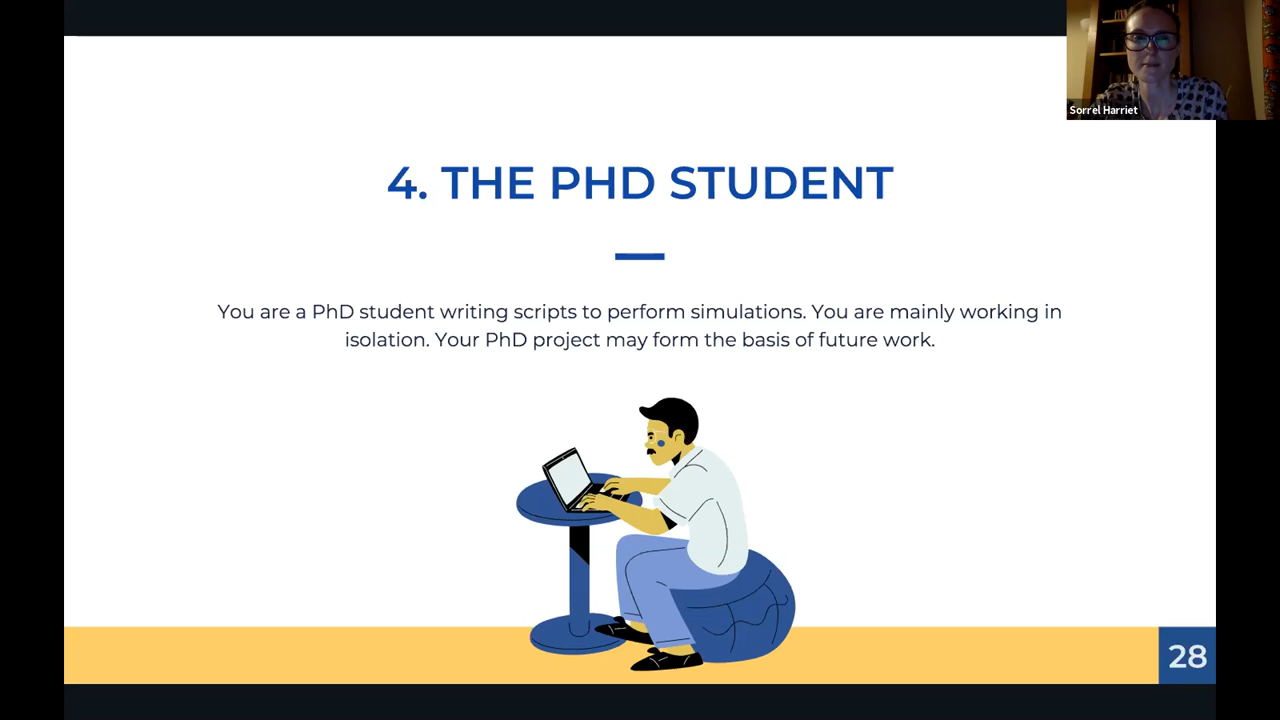 Sorrel Harriet
4. THE PHD STUDENT
You are a PhD student writing scripts to perform simulations. You are mainly working in
isolation. Your PhD project may form the basis of future work.
28